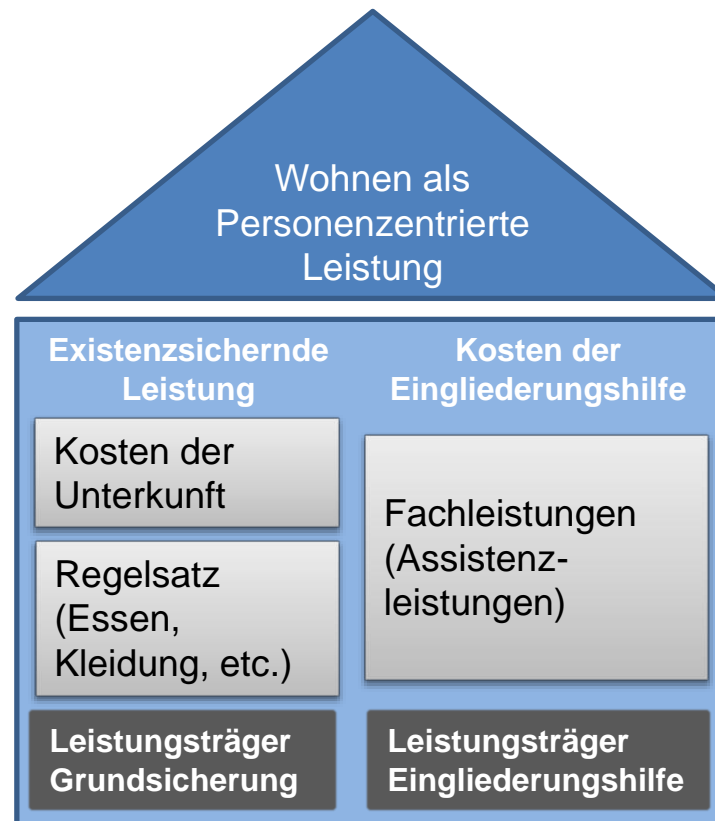 Wohnen als
Personenzentrierte
Leistung
Existenzsichernde
Leistung
Kosten der
Unterkunft
Regelsatz
(Essen,
Kleidung, etc.)
Leistungsträger
Grundsicherung
Kosten der
Eingliederungshilfe
Fachleistungen
(Assistenz-
leistungen)
Leistungsträger
Eingliederungshilfe